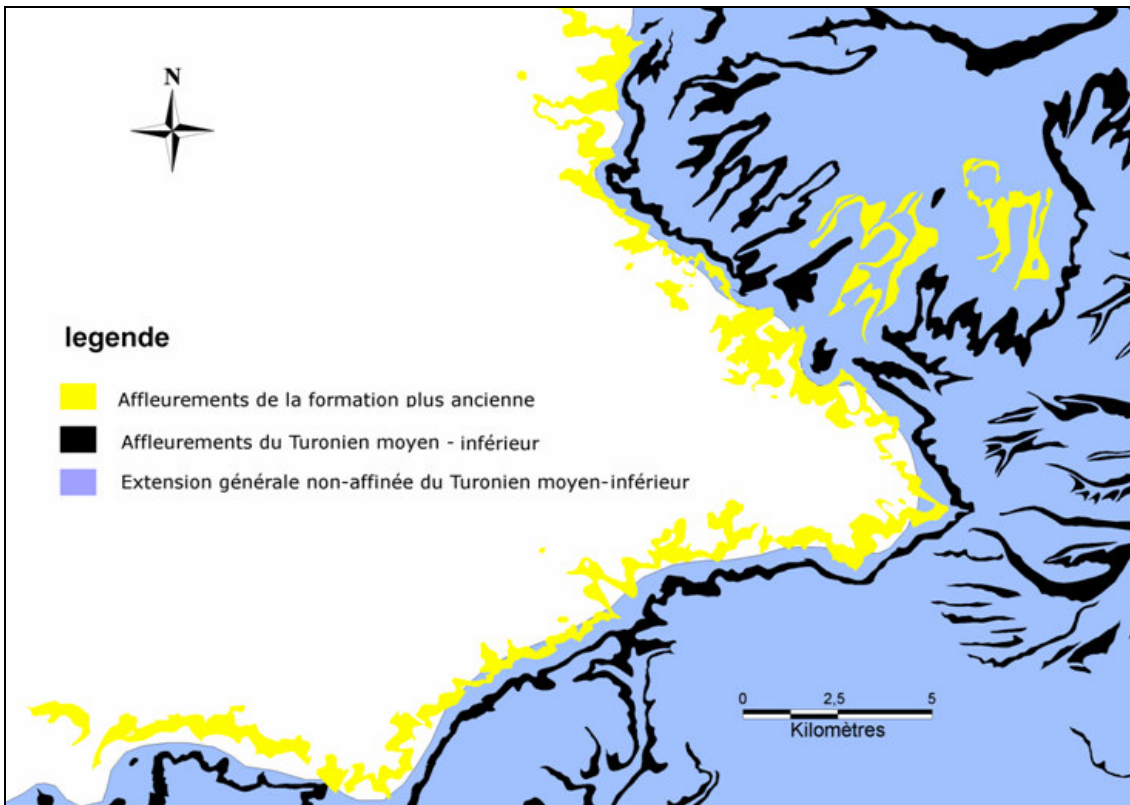 N
legende
Affleurements de la formation plus ancienne
Affleurements du Turonien moyen - inférieur
Extension générale non-affinée du Turonien moyen-inférieur
0 2,5 5
Kilomètres